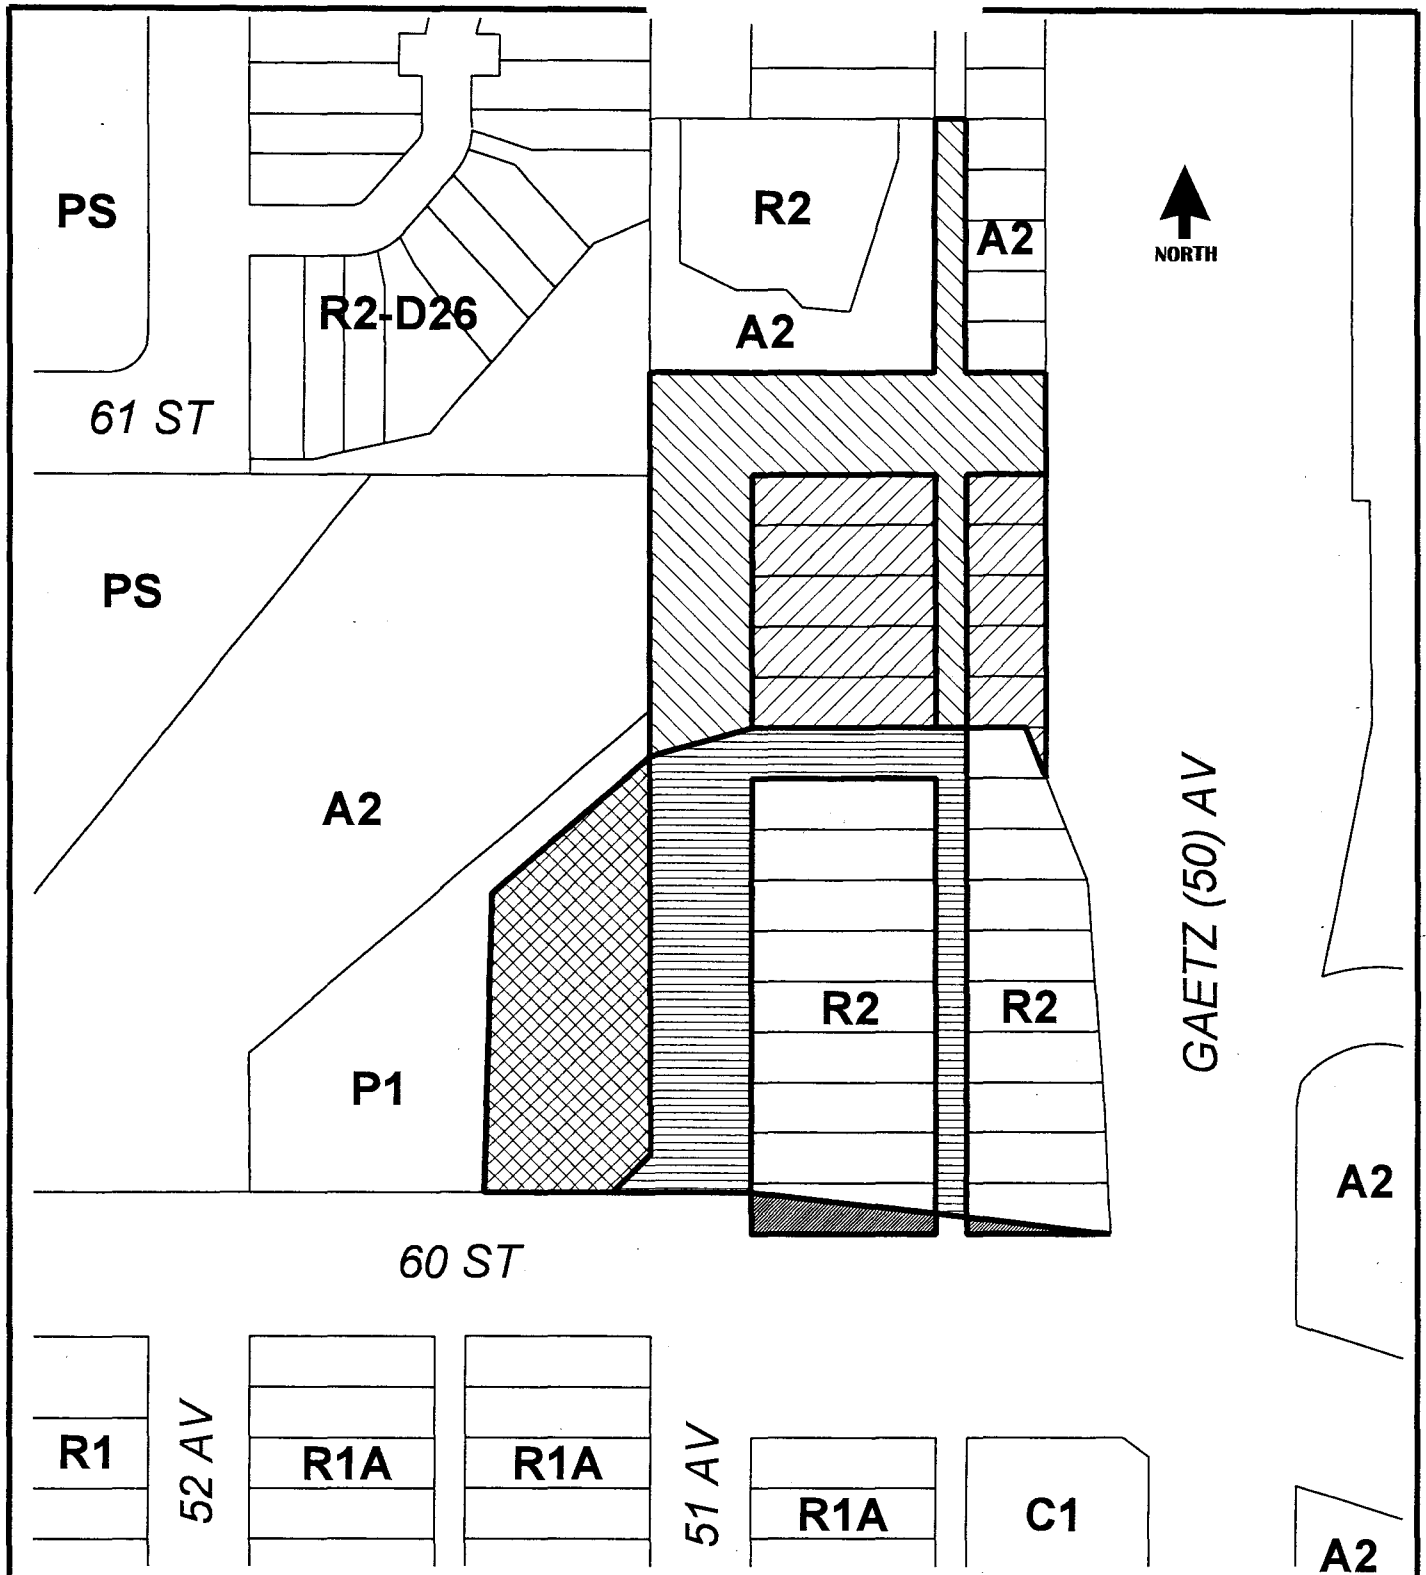 PS
R2
A2
NORTH
R2-D26
A2
61 ST
PS
A2
GAETZ (50) AV
R2
R2
P1
A2
60 ST
R1
52 AV
R1A
R1A
51 AV
R1A
C1
A2